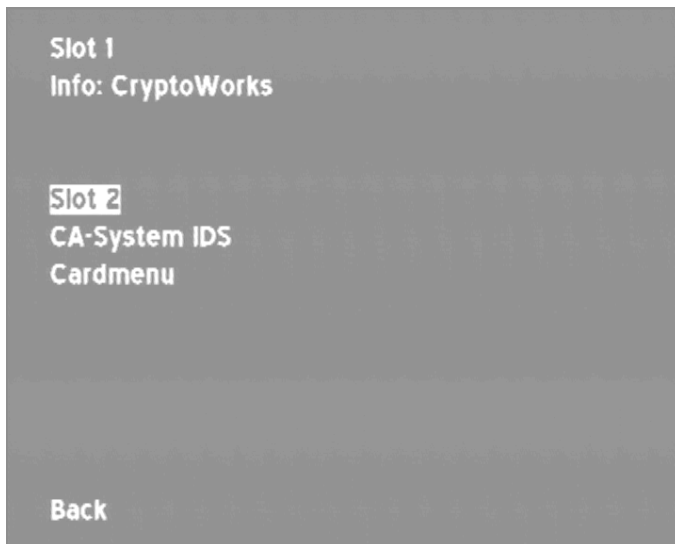 Slot 1
Info: CryptoWorks
Slot 2
CA-System IDS
Cardmenu
Back